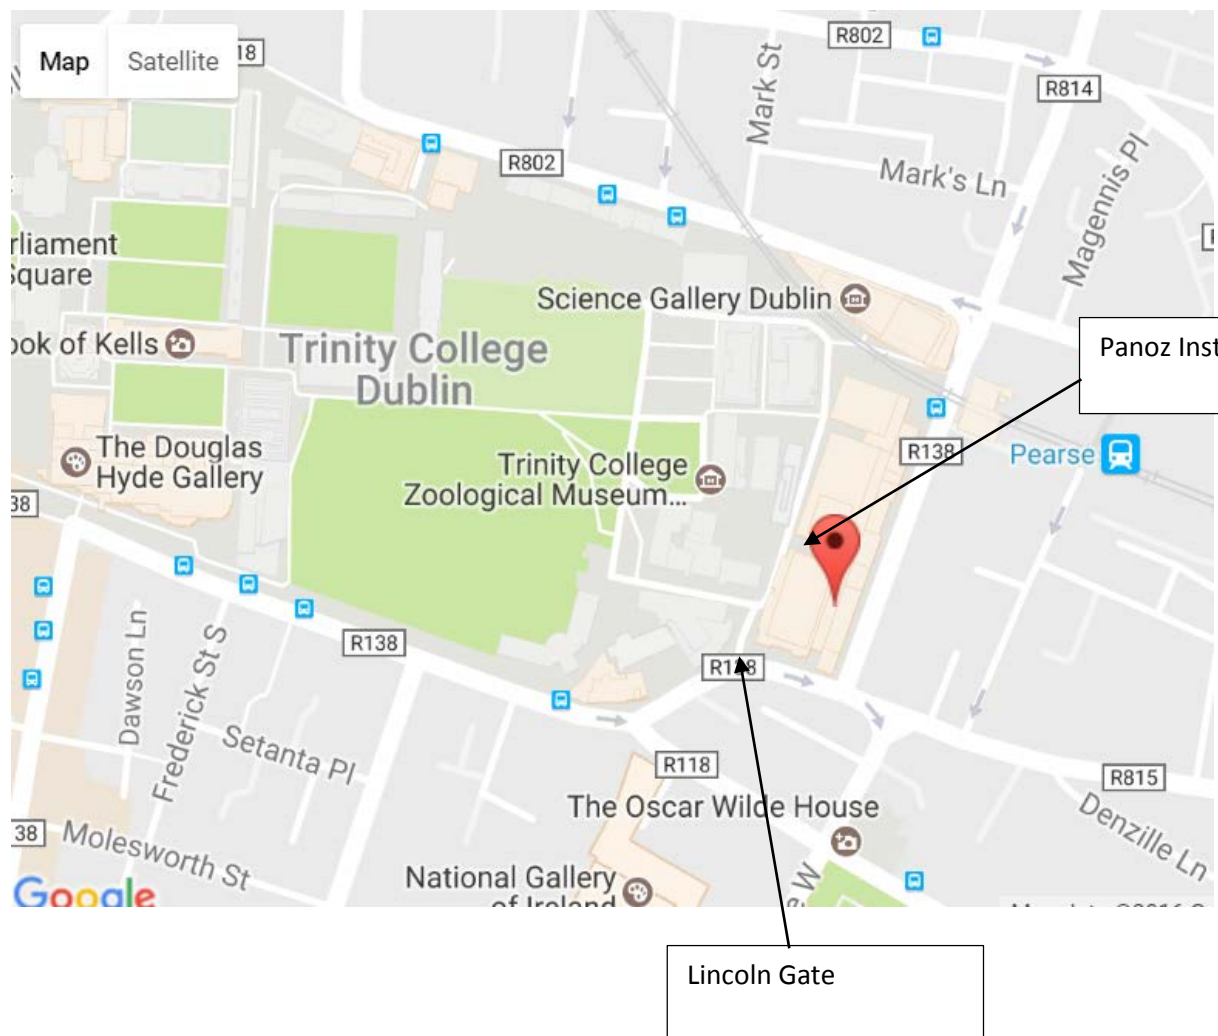 Map Satellite
18
R802
R814
Mark St
R802
Mark's Ln
Magennis Pl
rliament
Square
Science Gallery Dublin
ook of Kells
Trinity College
Dublin
Panoz Inst
The Douglas
Hyde Gallery
Trinity College
Zoological Museum...
R138
Pearse
38
Dawson Ln
Frederick St S
R138
R138
Setanta Pl
R118
R815
The Oscar Wilde House
Denzille Ln
38
Molesworth St
National Gallery
of Ireland
e W
Google
Lincoln Gate